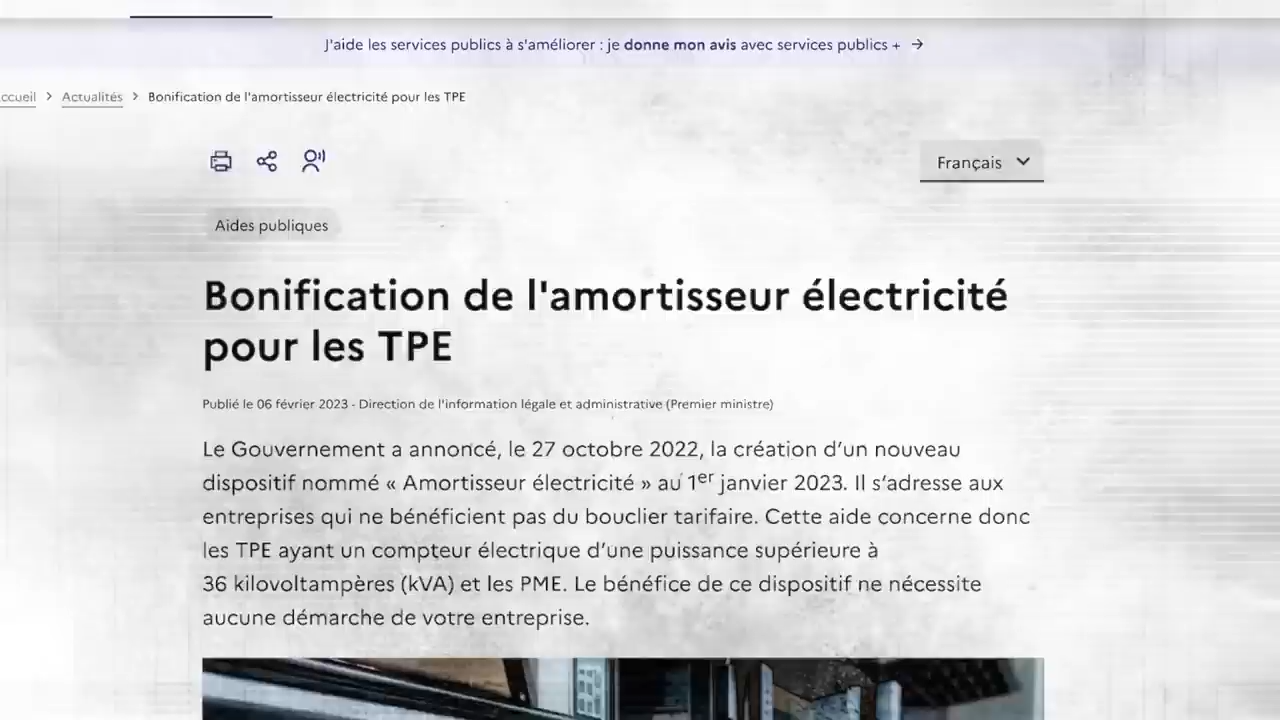 J'aide les services publics à s'améliorer : je donne mon avis avec services publics + →
ccueil > Actualités > Bonification de l'amortisseur électricité pour les TPE
Français
Aides publiques
Bonification de l'amortisseur électricité
pour les TPE
Publié le 06 février 2023 - Direction de l'information légale et administrative (Premier ministre)
Le Gouvernement a annoncé, le 27 octobre 2022, la création d’un nouveau
dispositif nommé « Amortisseur électricité » au 1er janvier 2023. Il s’adresse aux
entreprises qui ne bénéficient pas du bouclier tarifaire. Cette aide concerne donc
les TPE ayant un compteur électrique d’une puissance supérieure à
36 kilovoltampères (kVA) et les PME. Le bénéfice de ce dispositif ne nécessite
aucune démarche de votre entreprise.